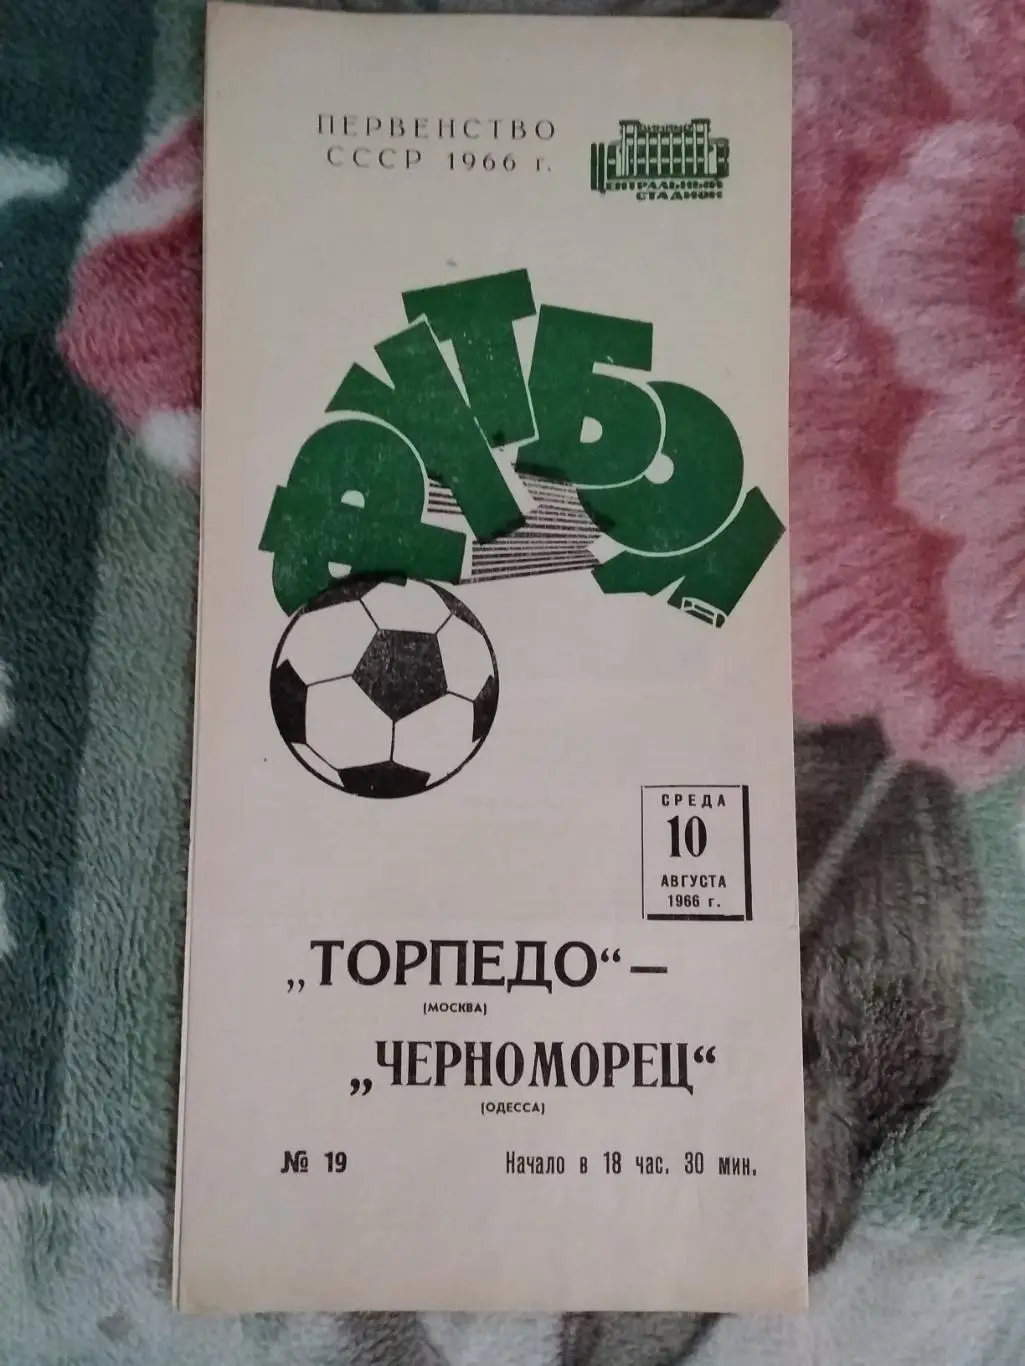 ПЕРВЕНСТВО
СССР 1966 г.
ЦЕНТРАЛЬНЫЙ
СТАДИОН
ФУТБОЛ
СРЕДА
10
АВГУСТА
1966 г.
„ТОРПЕДО“ –
(МОСКВА)
„ЧЕРНОМОРЕЦ“
(ОДЕССА)
№ 19 Начало в 18 час. 30 мин.